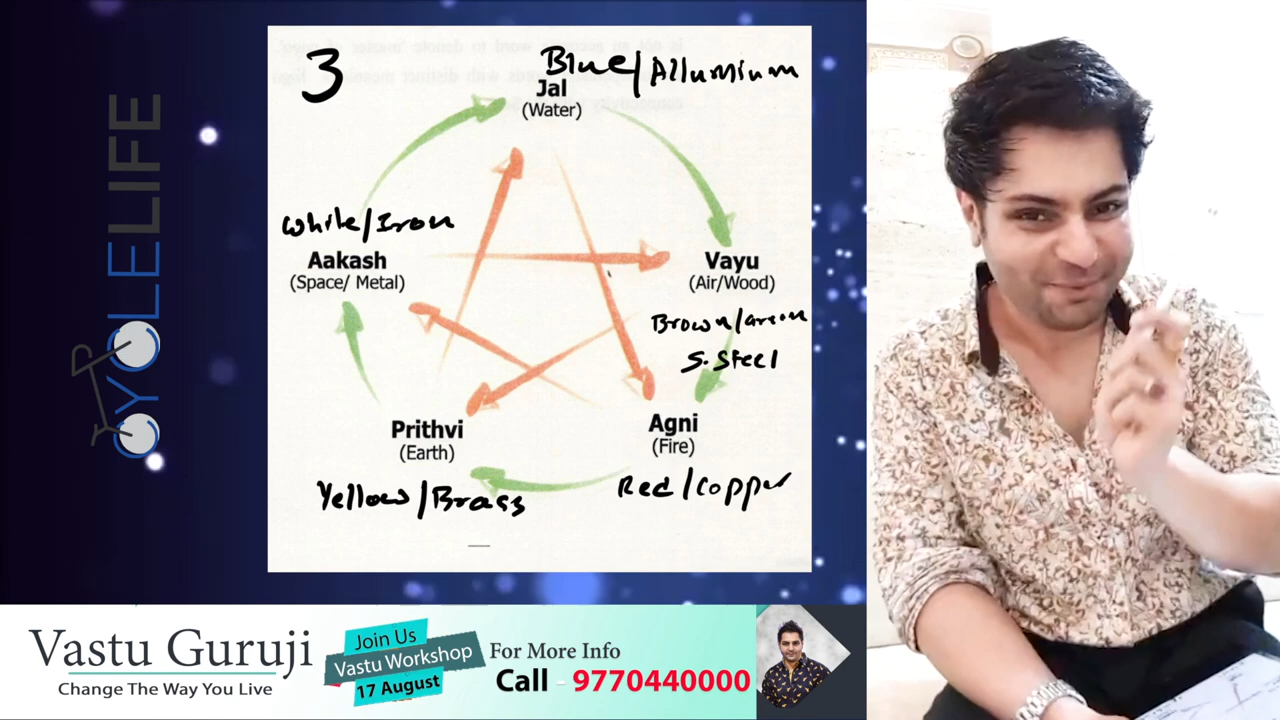 3
Blue/Alluminium
Jal
(Water)
White/Iron
Aakash
(Space/ Metal)
Vayu
(Air/Wood)
Brown/Green
S. Steel
Prithvi
(Earth)
Yellow/Brass
Agni
(Fire)
Red/Copper
CYCLELIFE
Vastu Guruji
Change The Way You Live
Join Us
Vastu Workshop
17 August
For More Info
Call - 9770440000